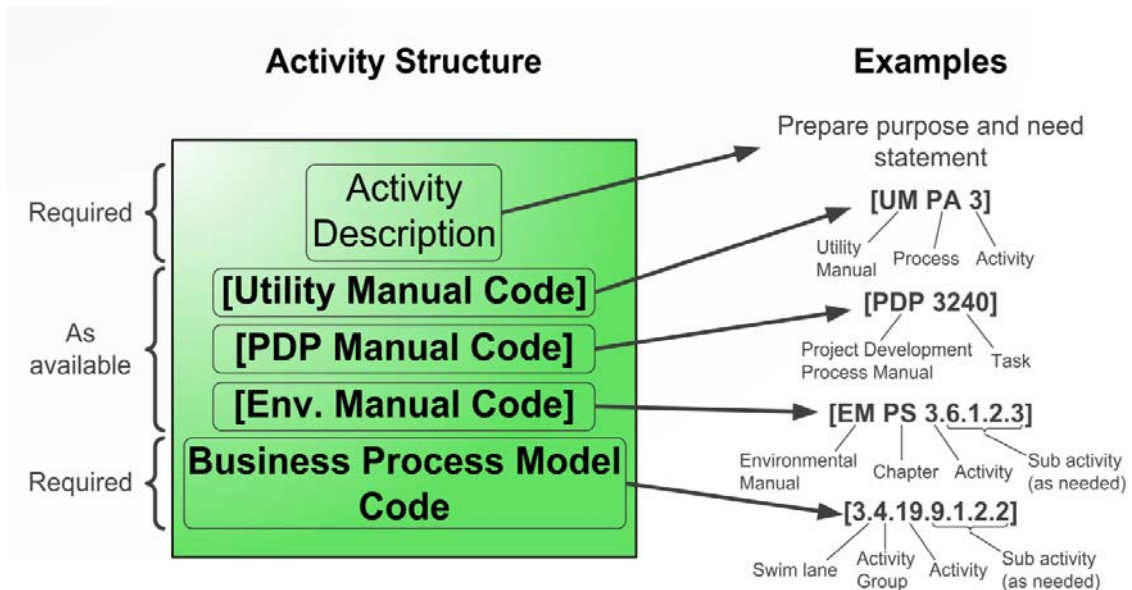 Activity Structure
Examples
Required
Activity
Description
Prepare purpose and need
statement
As
available
[Utility Manual Code]
[UM PA 3]
Utility
Manual
Process
Activity
[PDP Manual Code]
[PDP 3240]
Project Development
Process Manual
Task
[Env. Manual Code]
[EM PS 3.6.1.2.3]
Environmental
Manual
Chapter
Activity
Sub activity
(as needed)
Required
Business Process Model
Code
[3.4.19.9.1.2.2]
Swim lane
Activity
Group
Activity
Sub activity
(as needed)